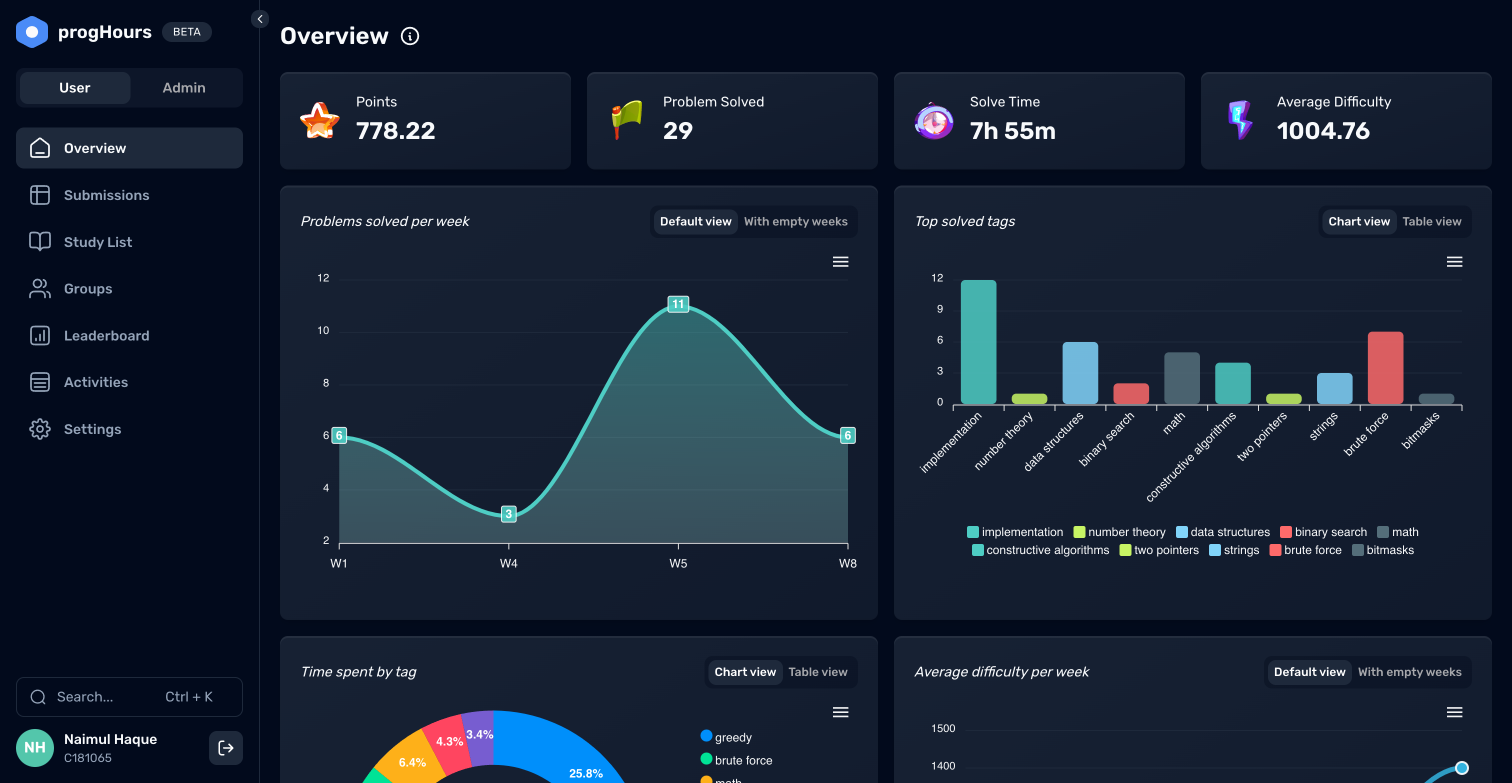 progHours BETA
User Admin
Overview
Submissions
Study List
Groups
Leaderboard
Activities
Settings
Search... Ctrl + K
NH
Naimul Haque
C181065
Overview
Points
778.22
Problem Solved
29
Solve Time
7h 55m
Average Difficulty
1004.76
Problems solved per week
Default view With empty weeks
12
10
8
6
4
2
6
3
11
6
W1 W4 W5 W8
Top solved tags
Chart view Table view
12
9
6
3
0
implementation
number theory
data structures
binary search
math
constructive algorithms
two pointers
strings
brute force
bitmasks
implementation number theory data structures binary search math
constructive algorithms two pointers strings brute force bitmasks
Time spent by tag
Chart view Table view
6.4%
4.3%
3.4%
25.8%
greedy
brute force
math
Average difficulty per week
Default view With empty weeks
1500
1400